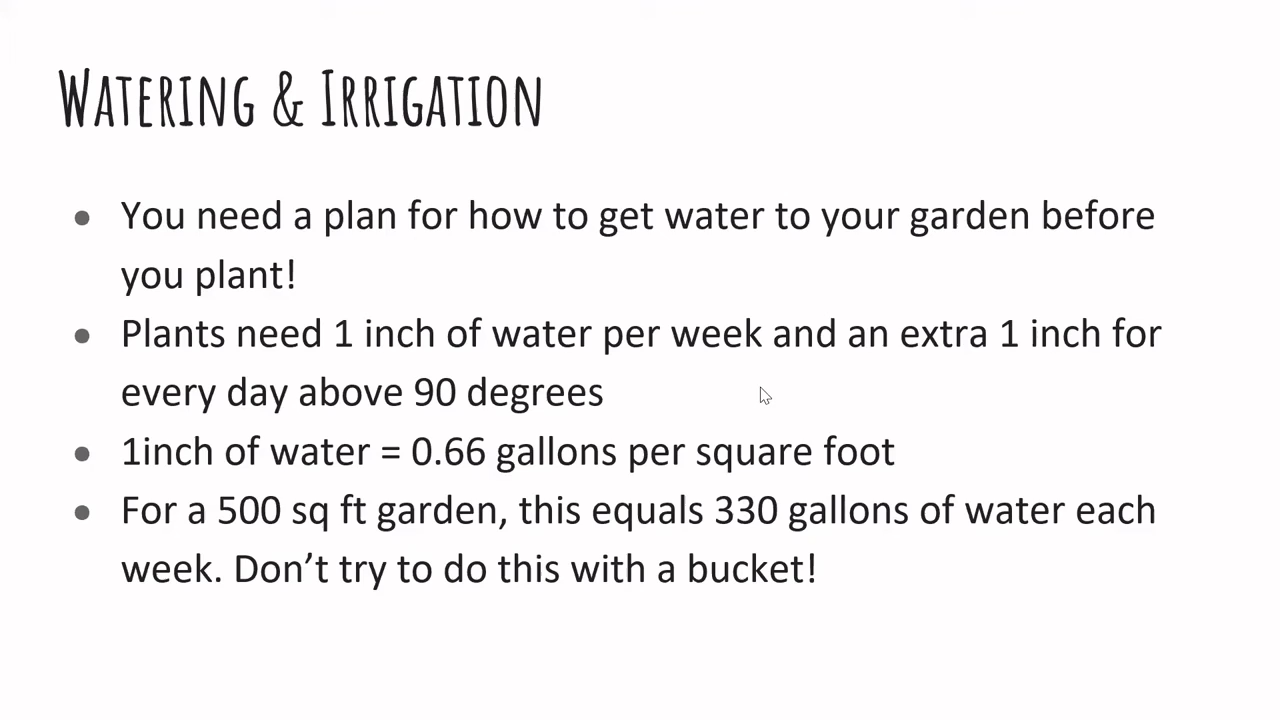 WATERING & IRRIGATION
● You need a plan for how to get water to your garden before
you plant!
● Plants need 1 inch of water per week and an extra 1 inch for
every day above 90 degrees
● 1inch of water = 0.66 gallons per square foot
● For a 500 sq ft garden, this equals 330 gallons of water each
week. Don’t try to do this with a bucket!